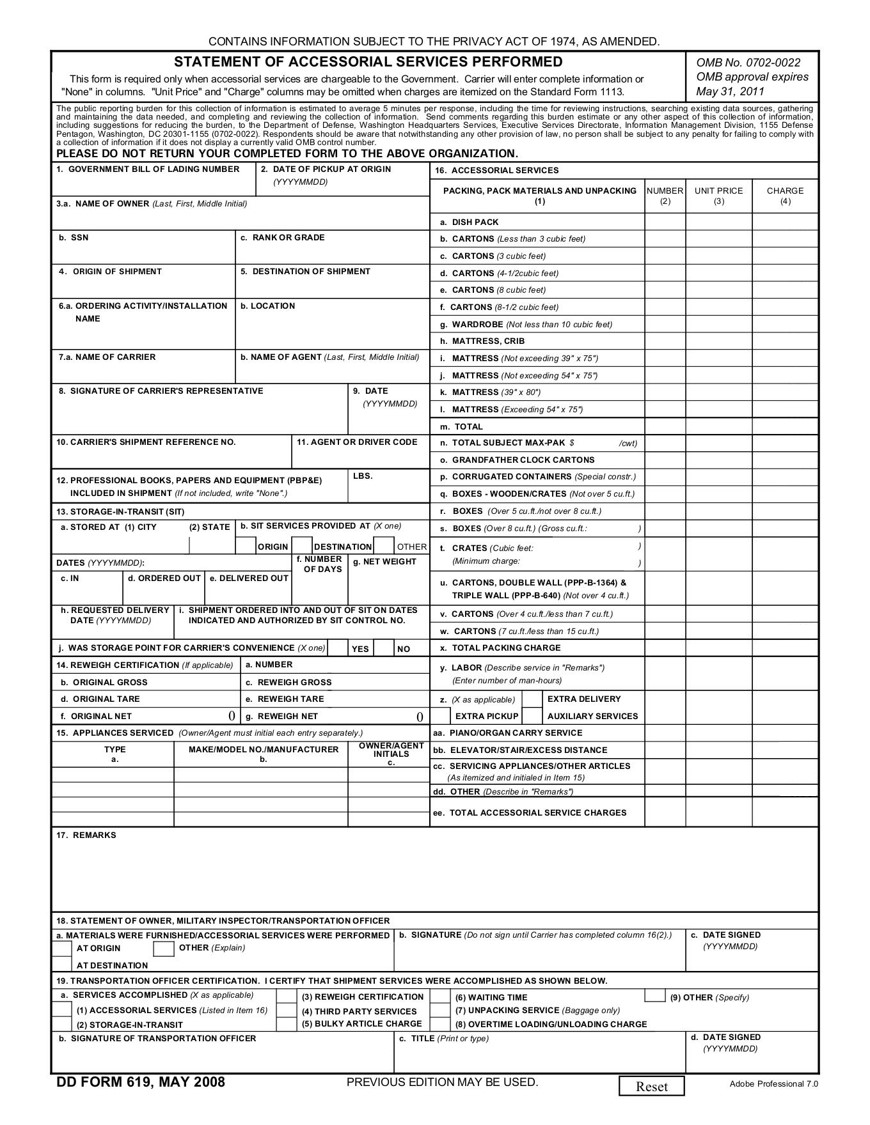 CONTAINS INFORMATION SUBJECT TO THE PRIVACY ACT OF 1974, AS AMENDED.
STATEMENT OF ACCESSORIAL SERVICES PERFORMED
This form is required only when accessorial services are chargeable to the Government. Carrier will enter complete information or
"None" in columns. "Unit Price" and "Charge" columns may be omitted when charges are itemized on the Standard Form 1113.
OMB No. 0702-0022
OMB approval expires
May 31, 2011
The public reporting burden for this collection of information is estimated to average 5 minutes per response, including the time for reviewing instructions, searching existing data sources, gathering
and maintaining the data needed, and completing and reviewing the collection of information. Send comments regarding this burden estimate or any other aspect of this collection of information,
including suggestions for reducing the burden, to the Department of Defense, Washington Headquarters Services, Executive Services Directorate, Information Management Division, 1155 Defense
Pentagon, Washington, DC 20301-1155 (0702-0022). Respondents should be aware that notwithstanding any other provision of law, no person shall be subject to any penalty for failing to comply with
a collection of information if it does not display a currently valid OMB control number.
PLEASE DO NOT RETURN YOUR COMPLETED FORM TO THE ABOVE ORGANIZATION.
1. GOVERNMENT BILL OF LADING NUMBER
2. DATE OF PICKUP AT ORIGIN
(YYYYMMDD)
3.a. NAME OF OWNER (Last, First, Middle Initial)
b. SSN
c. RANK OR GRADE
4. ORIGIN OF SHIPMENT
5. DESTINATION OF SHIPMENT
6.a. ORDERING ACTIVITY/INSTALLATION
NAME
b. LOCATION
7.a. NAME OF CARRIER
b. NAME OF AGENT (Last, First, Middle Initial)
8. SIGNATURE OF CARRIER'S REPRESENTATIVE
9. DATE
(YYYYMMDD)
10. CARRIER'S SHIPMENT REFERENCE NO.
11. AGENT OR DRIVER CODE
12. PROFESSIONAL BOOKS, PAPERS AND EQUIPMENT (PBP&E)
INCLUDED IN SHIPMENT (If not included, write "None".)
LBS.
13. STORAGE-IN-TRANSIT (SIT)
a. STORED AT (1) CITY
(2) STATE
b. SIT SERVICES PROVIDED AT (X one)
ORIGIN
DESTINATION
OTHER
DATES (YYYYMMDD):
f. NUMBER
OF DAYS
g. NET WEIGHT
c. IN
d. ORDERED OUT
e. DELIVERED OUT
h. REQUESTED DELIVERY
DATE (YYYYMMDD)
i. SHIPMENT ORDERED INTO AND OUT OF SIT ON DATES
INDICATED AND AUTHORIZED BY SIT CONTROL NO.
j. WAS STORAGE POINT FOR CARRIER'S CONVENIENCE (X one)
YES
NO
14. REWEIGH CERTIFICATION (If applicable)
a. NUMBER
b. ORIGINAL GROSS
c. REWEIGH GROSS
d. ORIGINAL TARE
e. REWEIGH TARE
f. ORIGINAL NET
0
g. REWEIGH NET
0
15. APPLIANCES SERVICED (Owner/Agent must initial each entry separately.)
TYPE
a.
MAKE/MODEL NO./MANUFACTURER
b.
OWNER/AGENT
INITIALS
c.
16. ACCESSORIAL SERVICES
PACKING, PACK MATERIALS AND UNPACKING
(1)
NUMBER
(2)
UNIT PRICE
(3)
CHARGE
(4)
a. DISH PACK
b. CARTONS (Less than 3 cubic feet)
c. CARTONS (3 cubic feet)
d. CARTONS (4-1/2cubic feet)
e. CARTONS (8 cubic feet)
f. CARTONS (8-1/2 cubic feet)
g. WARDROBE (Not less than 10 cubic feet)
h. MATTRESS, CRIB
i. MATTRESS (Not exceeding 39" x 75")
j. MATTRESS (Not exceeding 54" x 75")
k. MATTRESS (39" x 80")
l. MATTRESS (Exceeding 54" x 75")
m. TOTAL
n. TOTAL SUBJECT MAX-PAK $ /cwt)
o. GRANDFATHER CLOCK CARTONS
p. CORRUGATED CONTAINERS (Special constr.)
q. BOXES - WOODEN/CRATES (Not over 5 cu.ft.)
r. BOXES (Over 5 cu.ft./not over 8 cu.ft.)
s. BOXES (Over 8 cu.ft.) (Gross cu.ft.: )
t. CRATES (Cubic feet: )
(Minimum charge: )
u. CARTONS, DOUBLE WALL (PPP-B-1364) &
TRIPLE WALL (PPP-B-640) (Not over 4 cu.ft.)
v. CARTONS (Over 4 cu.ft./less than 7 cu.ft.)
w. CARTONS (7 cu.ft./less than 15 cu.ft.)
x. TOTAL PACKING CHARGE
y. LABOR (Describe service in "Remarks")
(Enter number of man-hours)
z. (X as applicable)
EXTRA DELIVERY
EXTRA PICKUP
AUXILIARY SERVICES
aa. PIANO/ORGAN CARRY SERVICE
bb. ELEVATOR/STAIR/EXCESS DISTANCE
cc. SERVICING APPLIANCES/OTHER ARTICLES
(As itemized and initialed in Item 15)
dd. OTHER (Describe in "Remarks")
ee. TOTAL ACCESSORIAL SERVICE CHARGES
17. REMARKS
18. STATEMENT OF OWNER, MILITARY INSPECTOR/TRANSPORTATION OFFICER
a. MATERIALS WERE FURNISHED/ACCESSORIAL SERVICES WERE PERFORMED
AT ORIGIN
OTHER (Explain)
AT DESTINATION
b. SIGNATURE (Do not sign until Carrier has completed column 16(2).)
c. DATE SIGNED
(YYYYMMDD)
19. TRANSPORTATION OFFICER CERTIFICATION. I CERTIFY THAT SHIPMENT SERVICES WERE ACCOMPLISHED AS SHOWN BELOW.
a. SERVICES ACCOMPLISHED (X as applicable)
(1) ACCESSORIAL SERVICES (Listed in Item 16)
(2) STORAGE-IN-TRANSIT
(3) REWEIGH CERTIFICATION
(4) THIRD PARTY SERVICES
(5) BULKY ARTICLE CHARGE
(6) WAITING TIME
(7) UNPACKING SERVICE (Baggage only)
(8) OVERTIME LOADING/UNLOADING CHARGE
(9) OTHER (Specify)
b. SIGNATURE OF TRANSPORTATION OFFICER
c. TITLE (Print or type)
d. DATE SIGNED
(YYYYMMDD)
DD FORM 619, MAY 2008
PREVIOUS EDITION MAY BE USED.
Reset
Adobe Professional 7.0